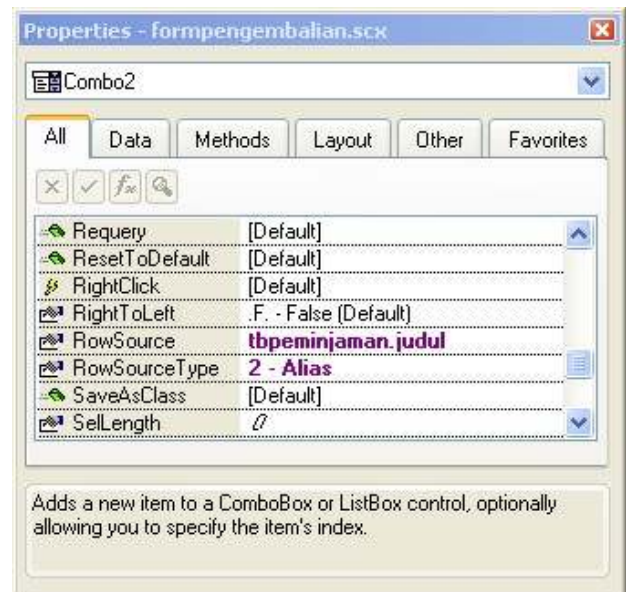 Properties - formpengembalian.scx
Combo2
All Data Methods Layout Other Favorites
Requery [Default]
ResetToDefault [Default]
RightClick [Default]
RightToLeft .F. - False (Default)
RowSource tbpeminjaman.judul
RowSourceType 2 - Alias
SaveAsClass [Default]
SelLength 0
Adds a new item to a ComboBox or ListBox control, optionally
allowing you to specify the item's index.